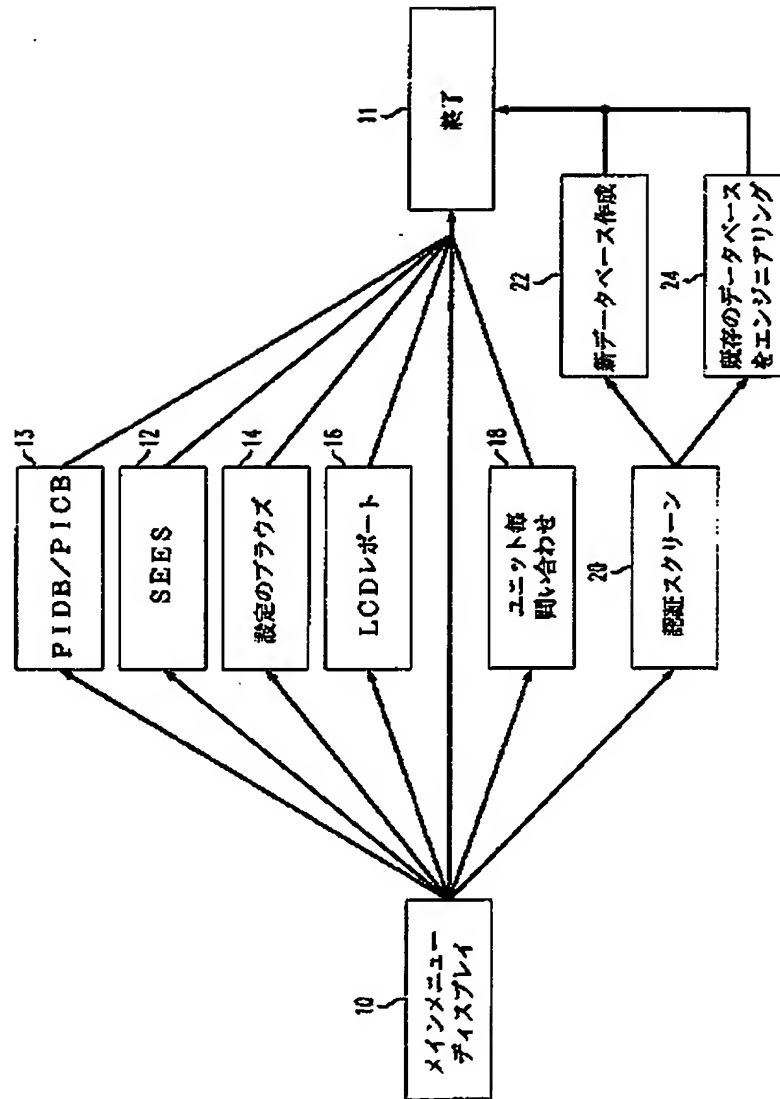 10
メインメニュー
ディスプレイ
13
PIDB/PICB
12
SEES
14
設定のブラウズ
16
LCDレポート
18
ユニット毎
問い合わせ
20
認証スクリーン
22
新データベース作成
24
既存のデータベース
をエンジニアリング
11
終了